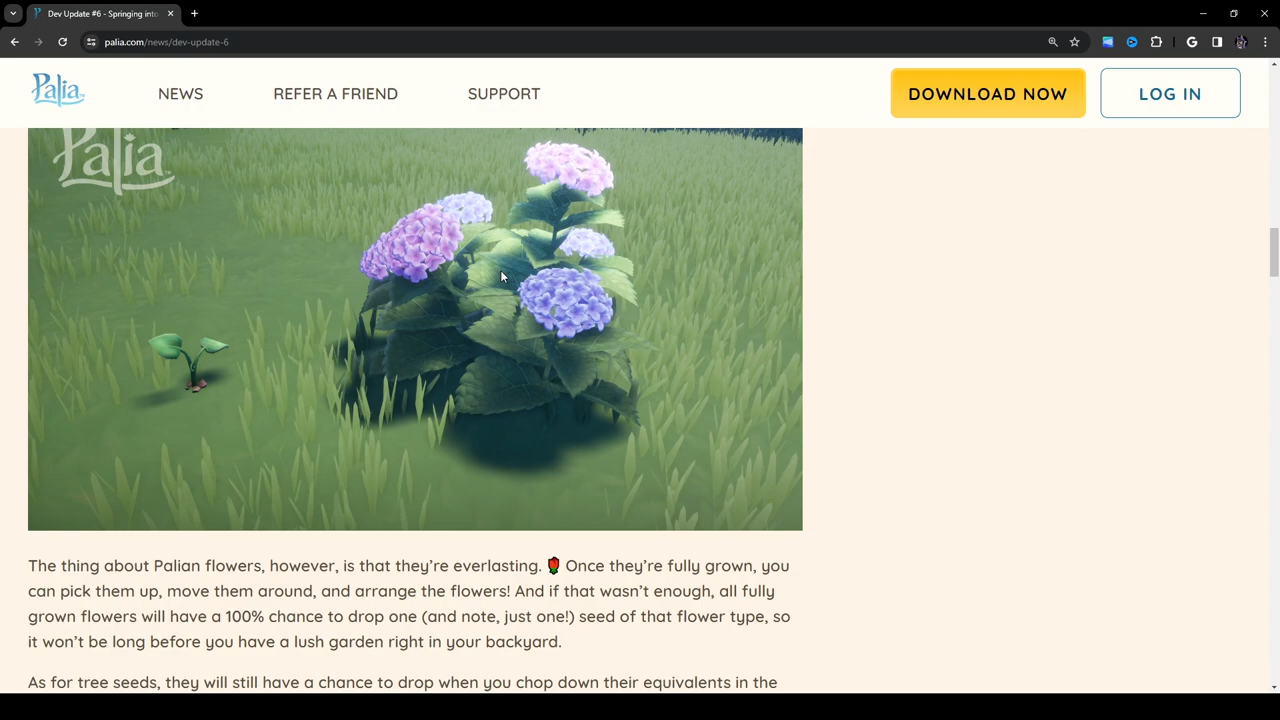 Dev Update #6 - Springing into
palia.com/news/dev-update-6
Palia
NEWS
REFER A FRIEND
SUPPORT
DOWNLOAD NOW
LOG IN
Palia
The thing about Palian flowers, however, is that they're everlasting. 🌹 Once they're fully grown, you
can pick them up, move them around, and arrange the flowers! And if that wasn't enough, all fully
grown flowers will have a 100% chance to drop one (and note, just one!) seed of that flower type, so
it won't be long before you have a lush garden right in your backyard.
As for tree seeds, they will still have a chance to drop when you chop down their equivalents in the